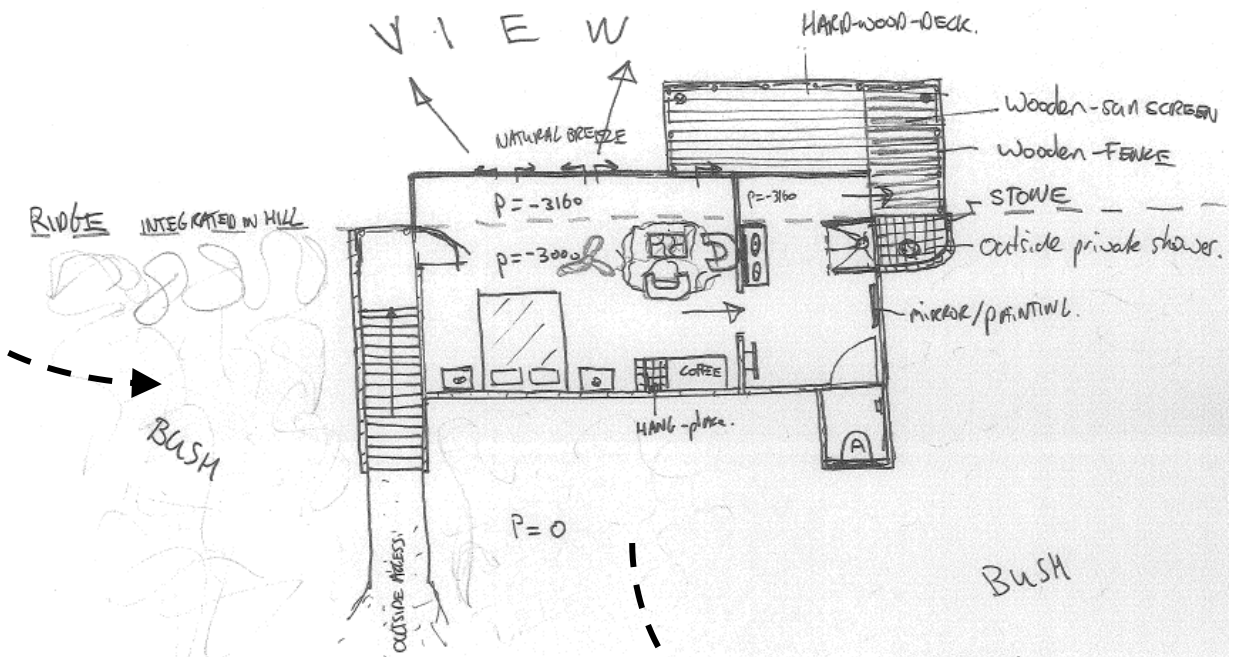 VIEW
HARD-WOOD-DECK.
Wooden-sun SCREEN
NATURAL BREEZE
Wooden-FENCE
P=-3160
P=-3160
STONE
RIDGE INTEGRATED IN HILL
Outside private shower.
P=-3000
MIRROR/PAINTING.
COFFEE
HANG-place.
BUSH
A
P=0
OUTSIDE ACCESS.
BUSH